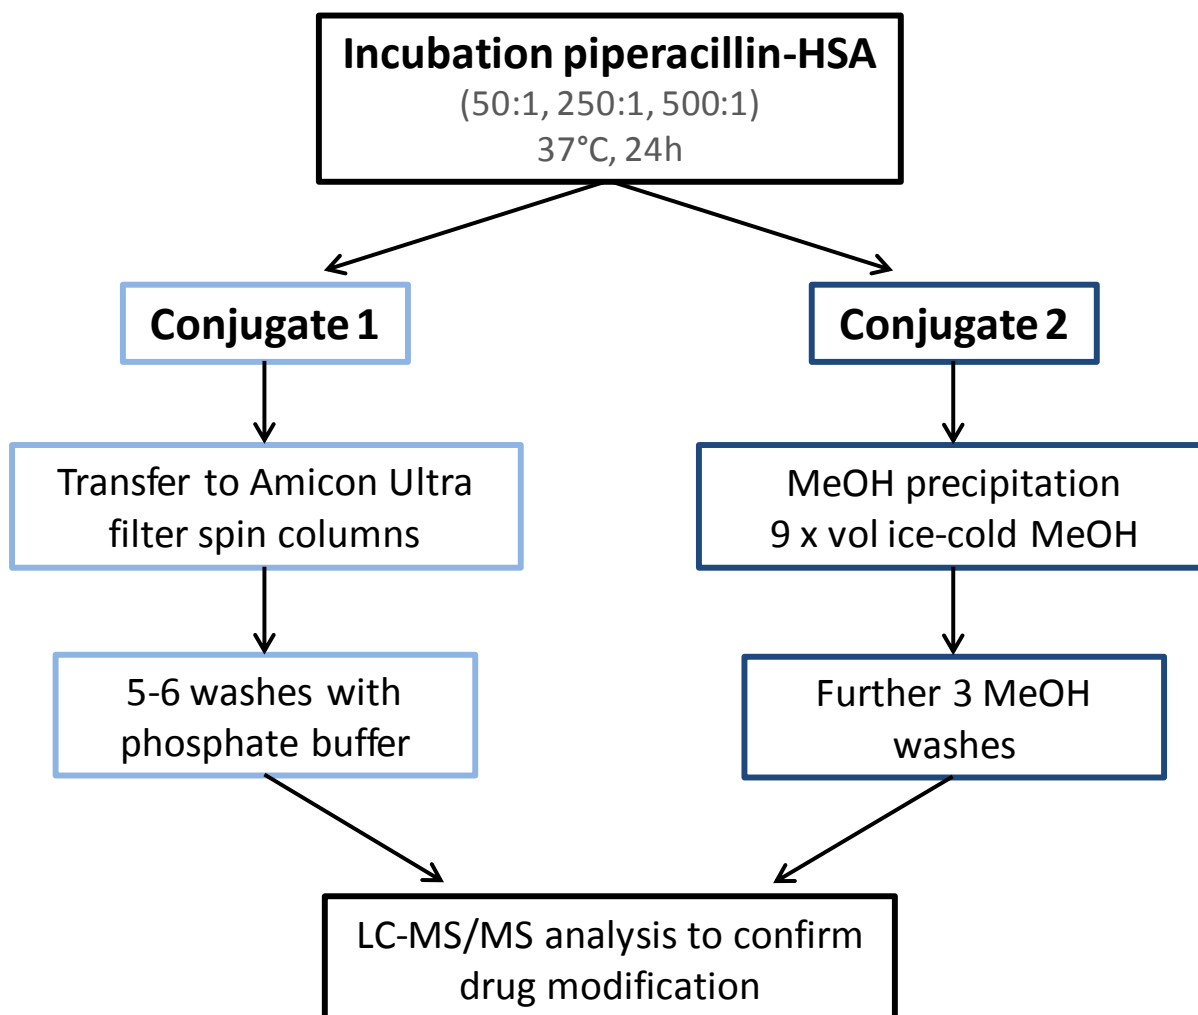 Incubation piperacillin-HSA
(50:1, 250:1, 500:1)
37°C, 24h
Conjugate 1
Conjugate 2
Transfer to Amicon Ultra
filter spin columns
MeOH precipitation
9 x vol ice-cold MeOH
5-6 washes with
phosphate buffer
Further 3 MeOH
washes
LC-MS/MS analysis to confirm
drug modification